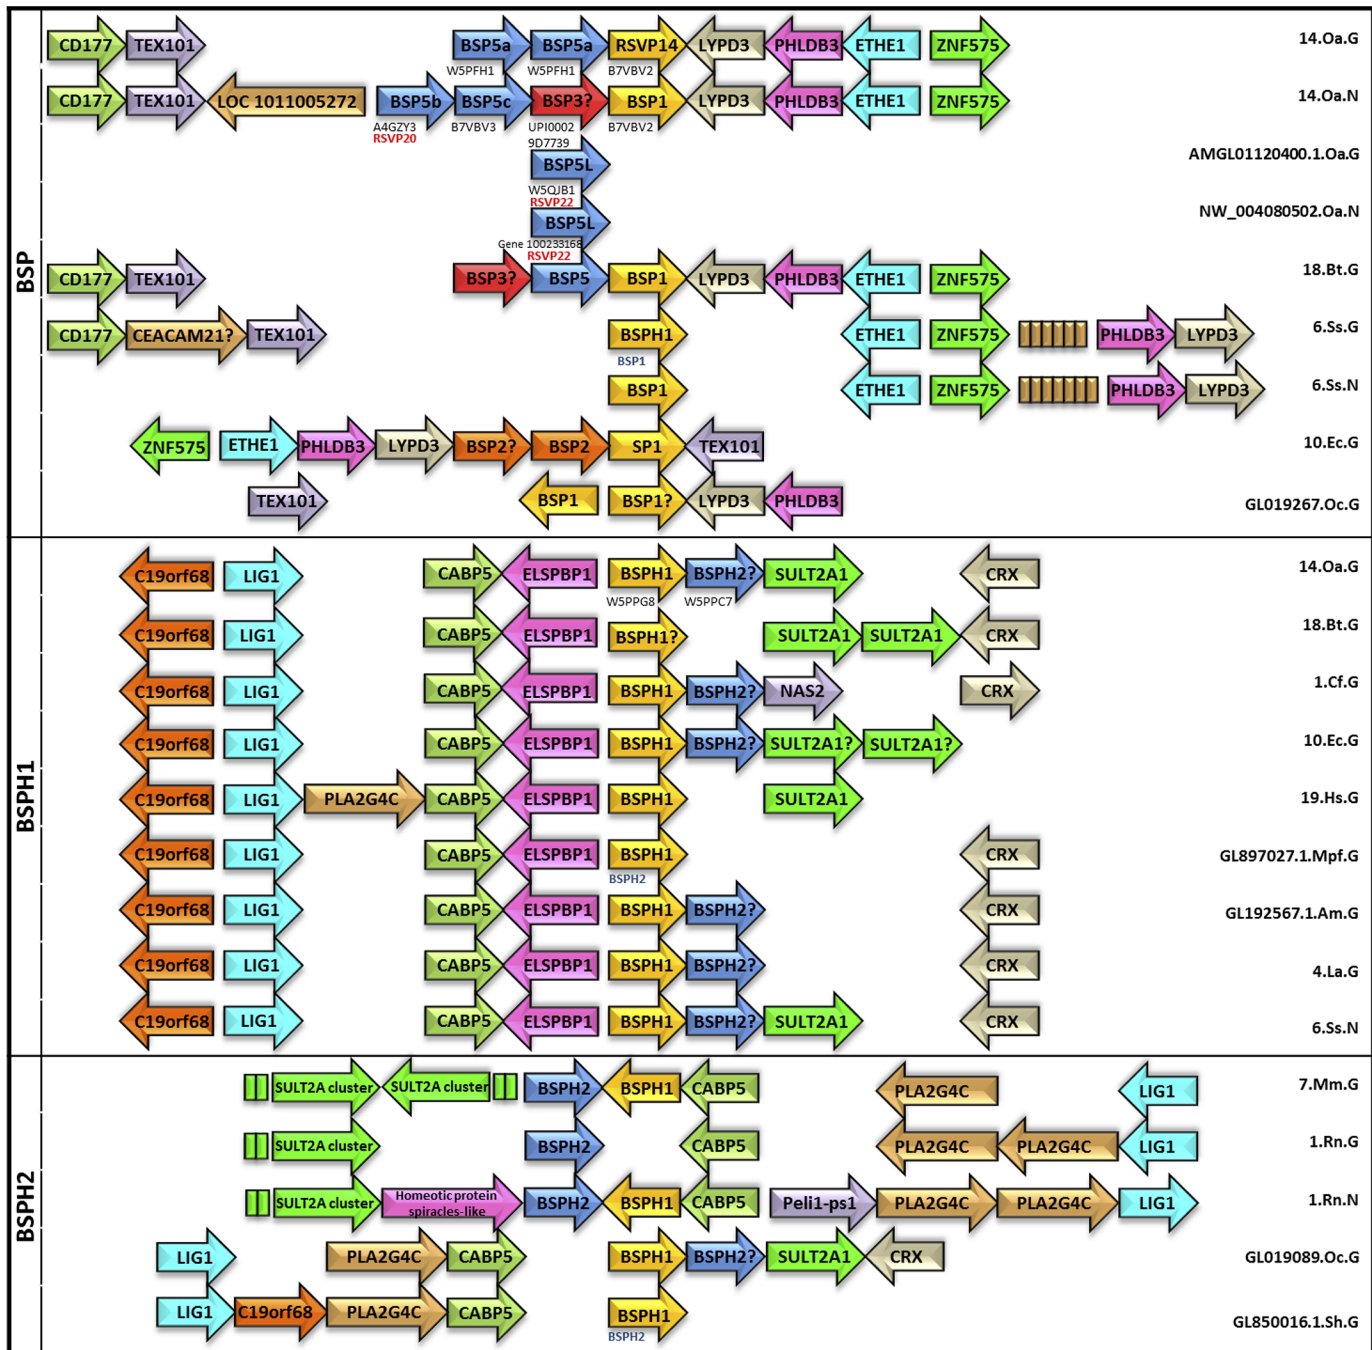 BSP
CD177 TEX101 BSP5a BSP5a RSVP14 LYPD3 PHLDB3 ETHE1 ZNF575 14.Oa.G
W5PFH1 W5PFH1 B7VBV2
CD177 TEX101 LOC 1011005272 BSP5b BSP5c BSP3? BSP1 LYPD3 PHLDB3 ETHE1 ZNF575 14.Oa.N
A4GZY3 B7VBV3 UPI0002 B7VBV2
RSVP20 9D7739
BSP5L AMGL01120400.1.Oa.G
W5QJB1
RSVP22
BSP5L NW_004080502.Oa.N
Gene 100233168
RSVP22
CD177 TEX101 BSP3? BSP5 BSP1 LYPD3 PHLDB3 ETHE1 ZNF575 18.Bt.G
CD177 CEACAM21? TEX101 BSPH1 ETHE1 ZNF575 PHLDB3 LYPD3 6.Ss.G
BSP1
BSP1 ETHE1 ZNF575 PHLDB3 LYPD3 6.Ss.N
ZNF575 ETHE1 PHLDB3 LYPD3 BSP2? BSP2 SP1 TEX101 10.Ec.G
TEX101 BSP1 BSP1? LYPD3 PHLDB3 GL019267.Oc.G
BSPH1
C19orf68 LIG1 CABP5 ELSPBP1 BSPH1 BSPH2? SULT2A1 CRX 14.Oa.G
W5PPG8 W5PPC7
C19orf68 LIG1 CABP5 ELSPBP1 BSPH1? SULT2A1 SULT2A1 CRX 18.Bt.G
C19orf68 LIG1 CABP5 ELSPBP1 BSPH1 BSPH2? NAS2 CRX 1.Cf.G
C19orf68 LIG1 CABP5 ELSPBP1 BSPH1 BSPH2? SULT2A1? SULT2A1? 10.Ec.G
C19orf68 LIG1 PLA2G4C CABP5 ELSPBP1 BSPH1 SULT2A1 19.Hs.G
C19orf68 LIG1 CABP5 ELSPBP1 BSPH1 CRX GL897027.1.Mpf.G
BSPH2
C19orf68 LIG1 CABP5 ELSPBP1 BSPH1 BSPH2? CRX GL192567.1.Am.G
C19orf68 LIG1 CABP5 ELSPBP1 BSPH1 BSPH2? CRX 4.La.G
C19orf68 LIG1 CABP5 ELSPBP1 BSPH1 BSPH2? SULT2A1 CRX 6.Ss.N
BSPH2
SULT2A cluster SULT2A cluster BSPH2 BSPH1 CABP5 PLA2G4C LIG1 7.Mm.G
SULT2A cluster BSPH2 CABP5 PLA2G4C PLA2G4C LIG1 1.Rn.G
SULT2A cluster Homeotic protein spiracles-like BSPH2 BSPH1 CABP5 Peli1-ps1 PLA2G4C PLA2G4C LIG1 1.Rn.N
LIG1 PLA2G4C CABP5 BSPH1 BSPH2? SULT2A1 CRX GL019089.Oc.G
LIG1 C19orf68 PLA2G4C CABP5 BSPH1 GL850016.1.Sh.G
BSPH2